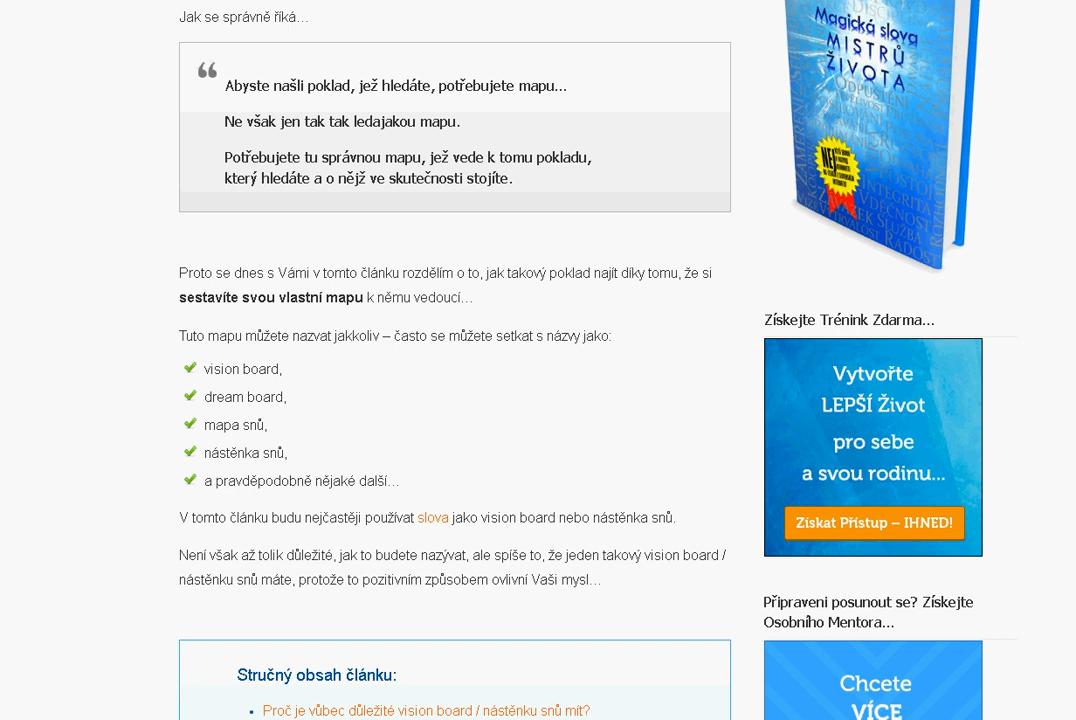 Jak se správně říká…
Abyste našli poklad, jež hledáte, potřebujete mapu…
Ne však jen tak tak ledajakou mapu.
Potřebujete tu správnou mapu, jež vede k tomu pokladu,
který hledáte a o nějž ve skutečnosti stojíte.
Proto se dnes s Vámi v tomto článku rozdělím o to, jak takový poklad najít díky tomu, že si
sestavíte svou vlastní mapu k němu vedoucí…
Tuto mapu můžete nazvat jakkoliv – často se můžete setkat s názvy jako:
vision board,
dream board,
mapa snů,
nástěnka snů,
a pravděpodobně nějaké další…
V tomto článku budu nejčastěji používat slova jako vision board nebo nástěnka snů.
Není však až tolik důležité, jak to budete nazývat, ale spíše to, že jeden takový vision board /
nástěnku snů máte, protože to pozitivním způsobem ovlivní Vaši mysl…
Stručný obsah článku:
Proč je vůbec důležité vision board / nástěnku snů mít?
Magická slova
MISTRŮ
ŽIVOTA
ODPUŠTĚNÍ
INTEGRITA
VDĚČNOST
SLUŽBA
RADOST
Získejte Trénink Zdarma…
Vytvořte
LEPŠÍ Život
pro sebe
a svou rodinu…
Získat Přístup – IHNED!
Připraveni posunout se? Získejte
Osobního Mentora…
Chcete
VÍCE